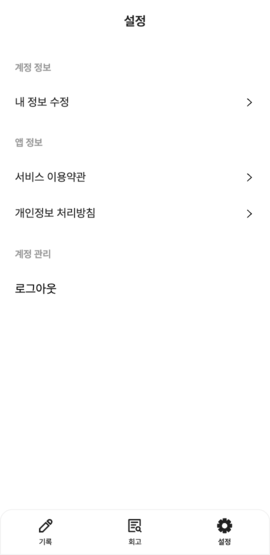 설정
계정 정보
내 정보 수정
앱 정보
서비스 이용약관
개인정보 처리방침
계정 관리
로그아웃
기록
회고
설정